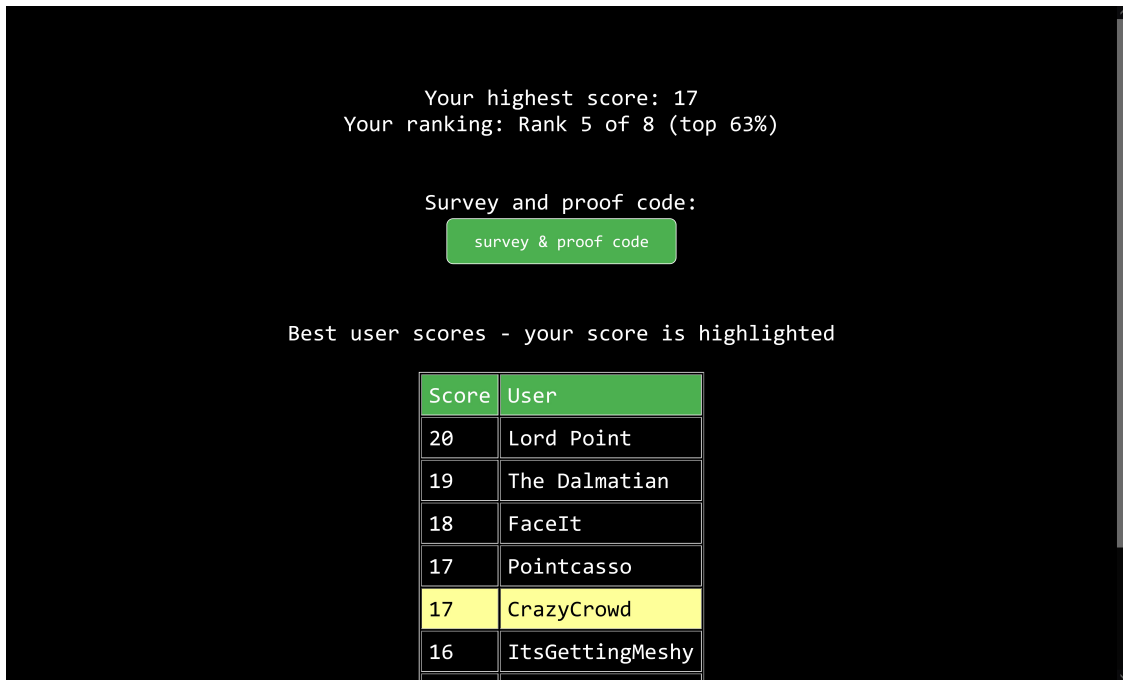 Your highest score: 17
Your ranking: Rank 5 of 8 (top 63%)
Survey and proof code:
survey & proof code
Best user scores - your score is highlighted
Score User
20 Lord Point
19 The Dalmatian
18 FaceIt
17 Pointcasso
17 CrazyCrowd
16 ItsGettingMeshy